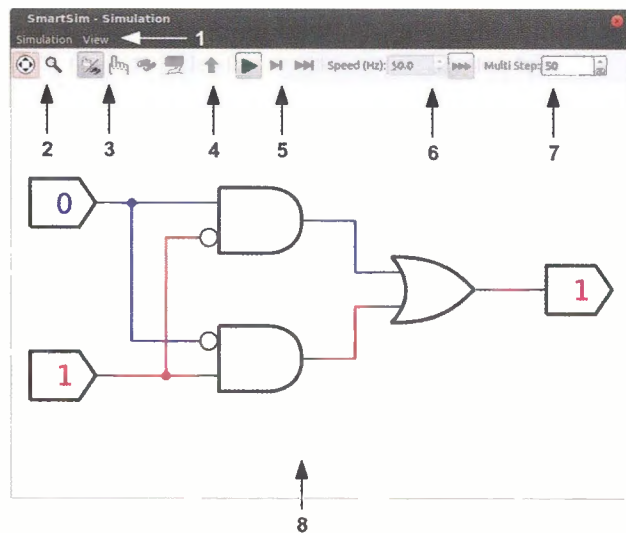 SmartSim - Simulation
Simulation View 1
Speed (Hz): 50.0 Multi Step: 50
2 3 4 5 6 7
0
1
1
8